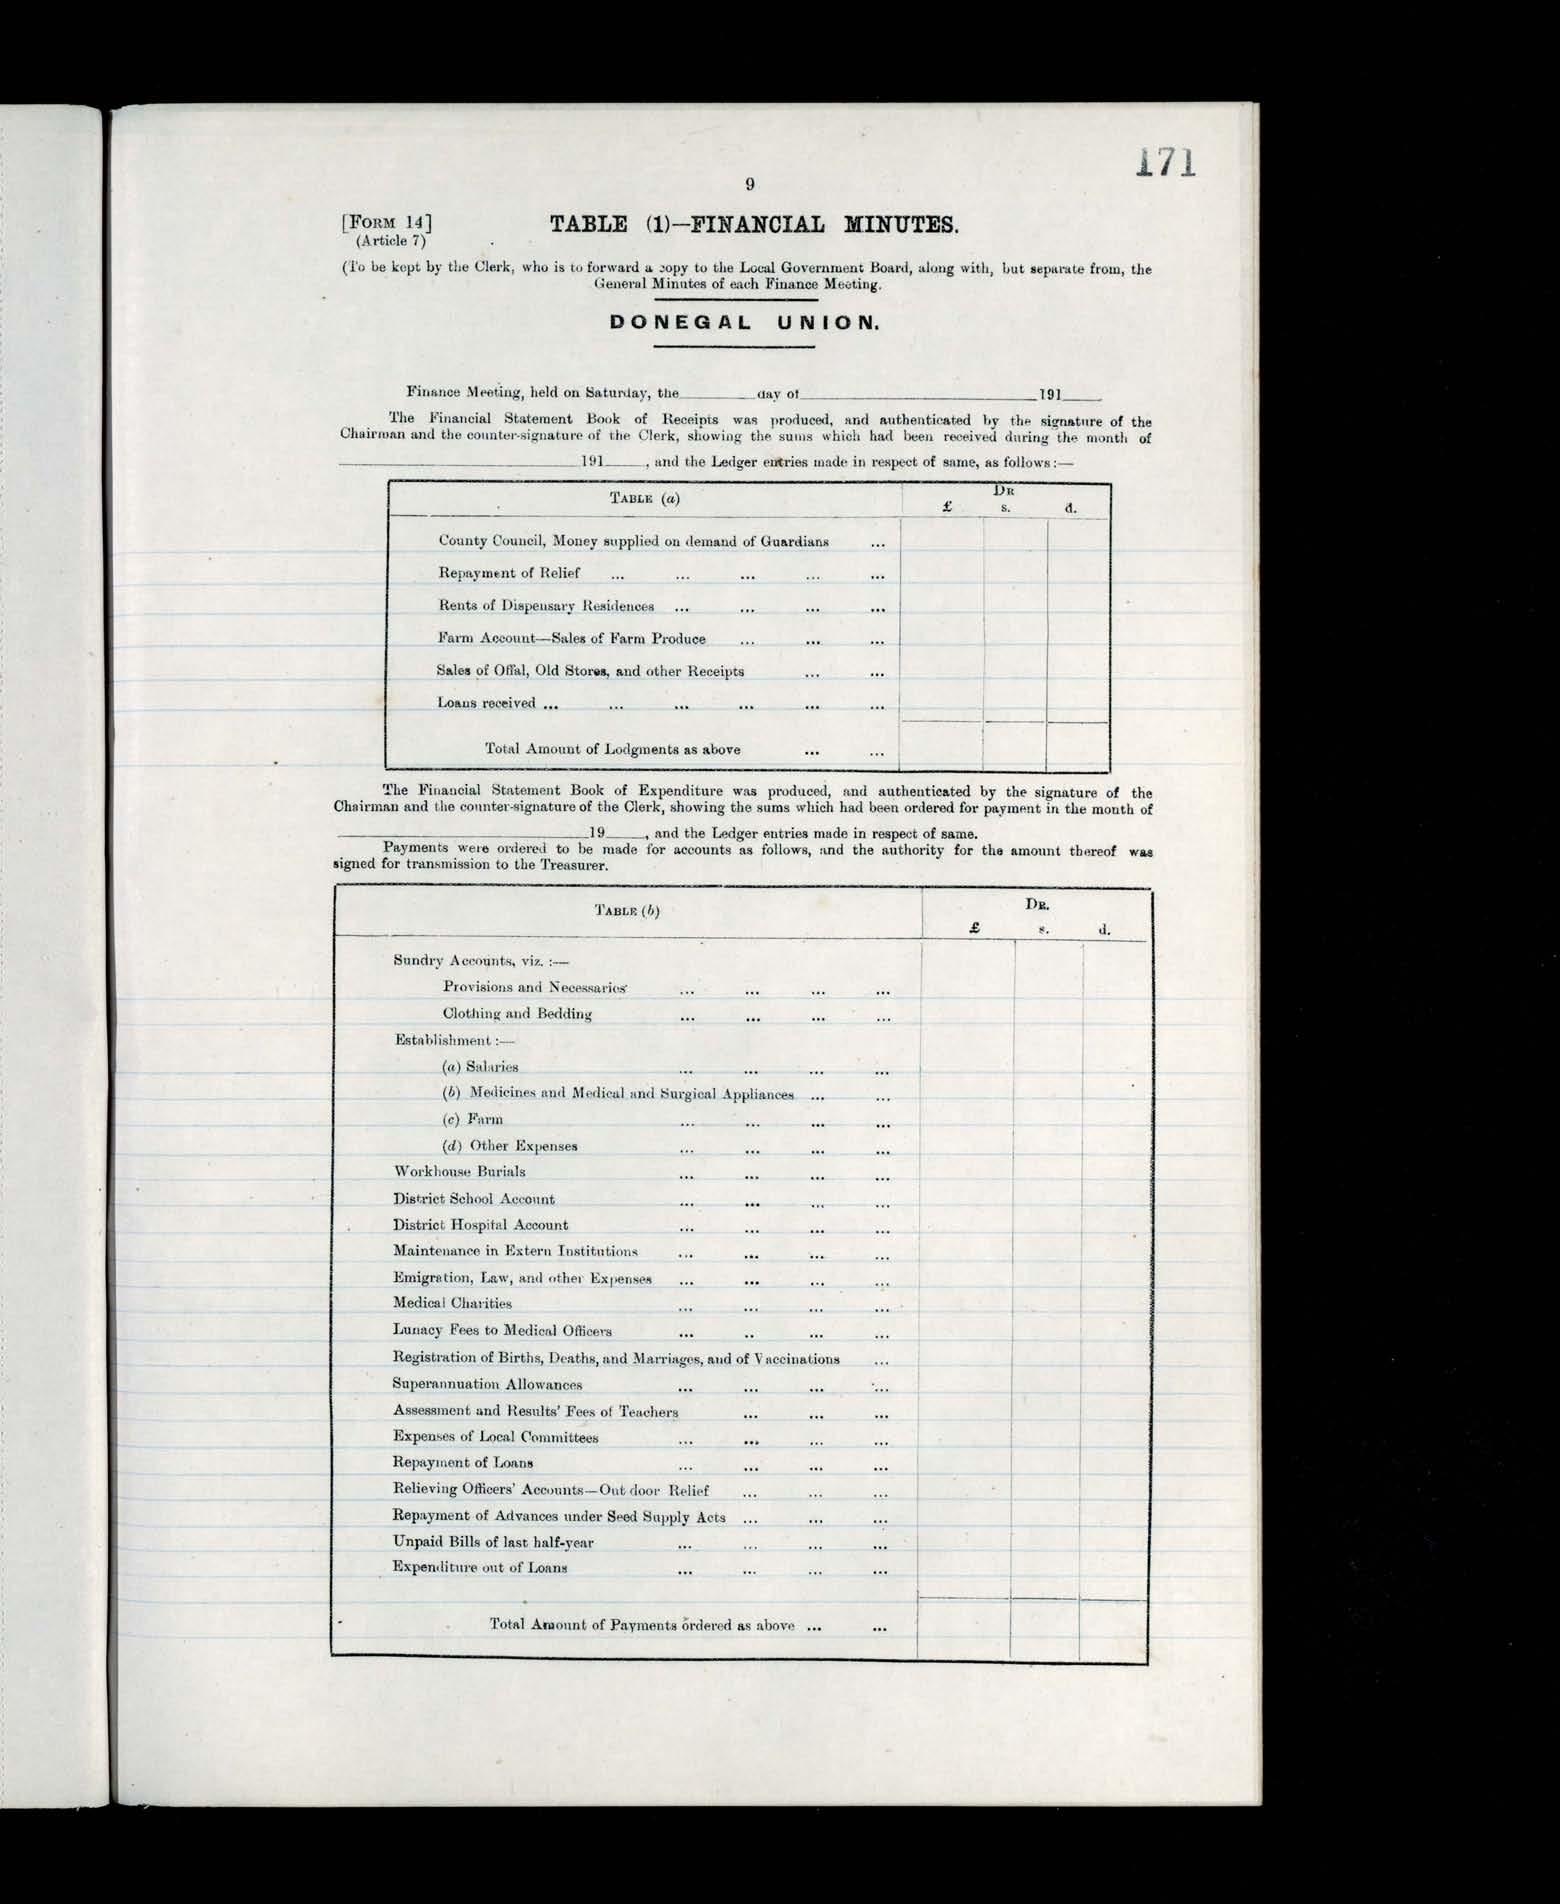 171
9
[FORM 14]
TABLE (1)—FINANCIAL MINUTES.
(Article 7)
(To be kept by the Clerk, who is to forward a copy to the Local Government Board, along with, but separate from, the
General Minutes of each Finance Meeting.
DONEGAL UNION.
Finance Meeting, held on Saturday, the ______ day of ____________ 191____
The Financial Statement Book of Receipts was produced, and authenticated by the signature of the
Chairman and the counter-signature of the Clerk, showing the sums which had been received during the month of
____________ 191____, and the Ledger entries made in respect of same, as follows:—
TABLE (a)
DR
£ s. d.
County Council, Money supplied on demand of Guardians ...
Repayment of Relief ... ... ... ... ...
Rents of Dispensary Residences ... ... ... ...
Farm Account—Sales of Farm Produce ... ... ...
Sales of Offal, Old Stores, and other Receipts ... ...
Loans received ... ... ... ... ... ...
Total Amount of Lodgments as above ... ...
The Financial Statement Book of Expenditure was produced, and authenticated by the signature of the
Chairman and the counter-signature of the Clerk, showing the sums which had been ordered for payment in the month of
____________ 19____, and the Ledger entries made in respect of same.
Payments were ordered to be made for accounts as follows, and the authority for the amount thereof was
signed for transmission to the Treasurer.
TABLE (b)
DR.
£ s. d.
Sundry Accounts, viz. :—
Provisions and Necessaries ... ... ... ...
Clothing and Bedding ... ... ... ...
Establishment :—
(a) Salaries ... ... ... ...
(b) Medicines and Medical and Surgical Appliances ... ...
(c) Farm ... ... ... ...
(d) Other Expenses ... ... ... ...
Workhouse Burials ... ... ... ...
District School Account ... ... ... ...
District Hospital Account ... ... ... ...
Maintenance in Extern Institutions ... ... ... ...
Emigration, Law, and other Expenses ... ... ... ...
Medical Charities ... ... ... ...
Lunacy Fees to Medical Officers ... .. ... ...
Registration of Births, Deaths, and Marriages, and of Vaccinations ...
Superannuation Allowances ... ... ... ...
Assessment and Results' Fees of Teachers ... ... ...
Expenses of Local Committees ... ... ... ...
Repayment of Loans ... ... ... ...
Relieving Officers' Accounts—Out door Relief ... ... ...
Repayment of Advances under Seed Supply Acts ... ... ...
Unpaid Bills of last half-year ... ... ... ...
Expenditure out of Loans ... ... ... ...
Total Amount of Payments ordered as above ... ...